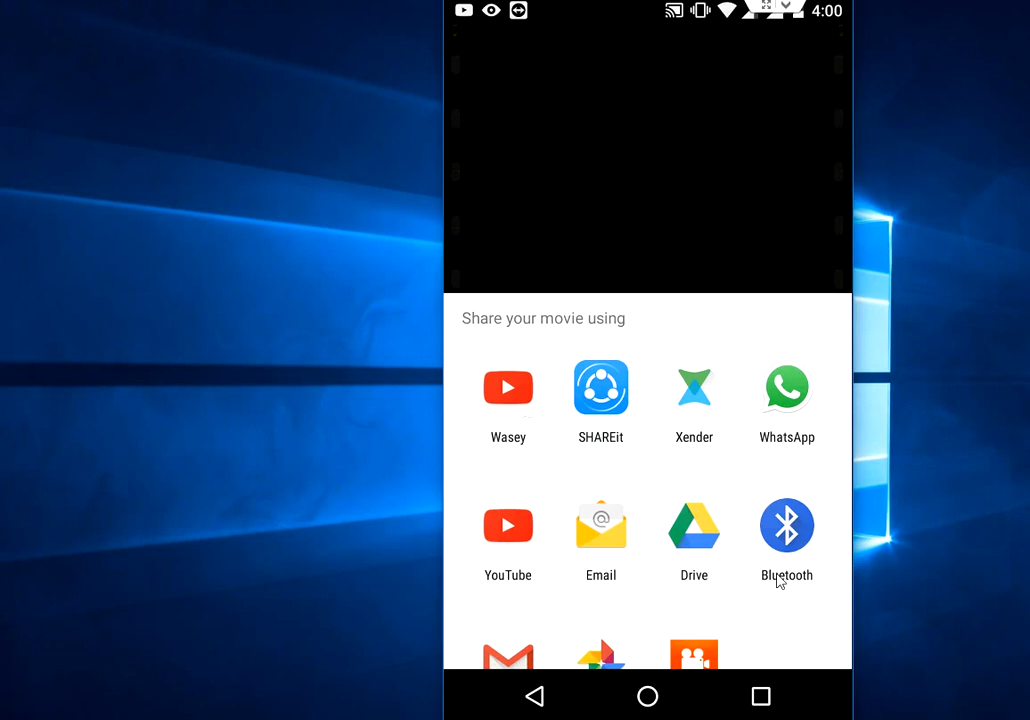 4:00
Share your movie using
Wasey
SHAREit
Xender
WhatsApp
YouTube
@
Email
Drive
Bluetooth